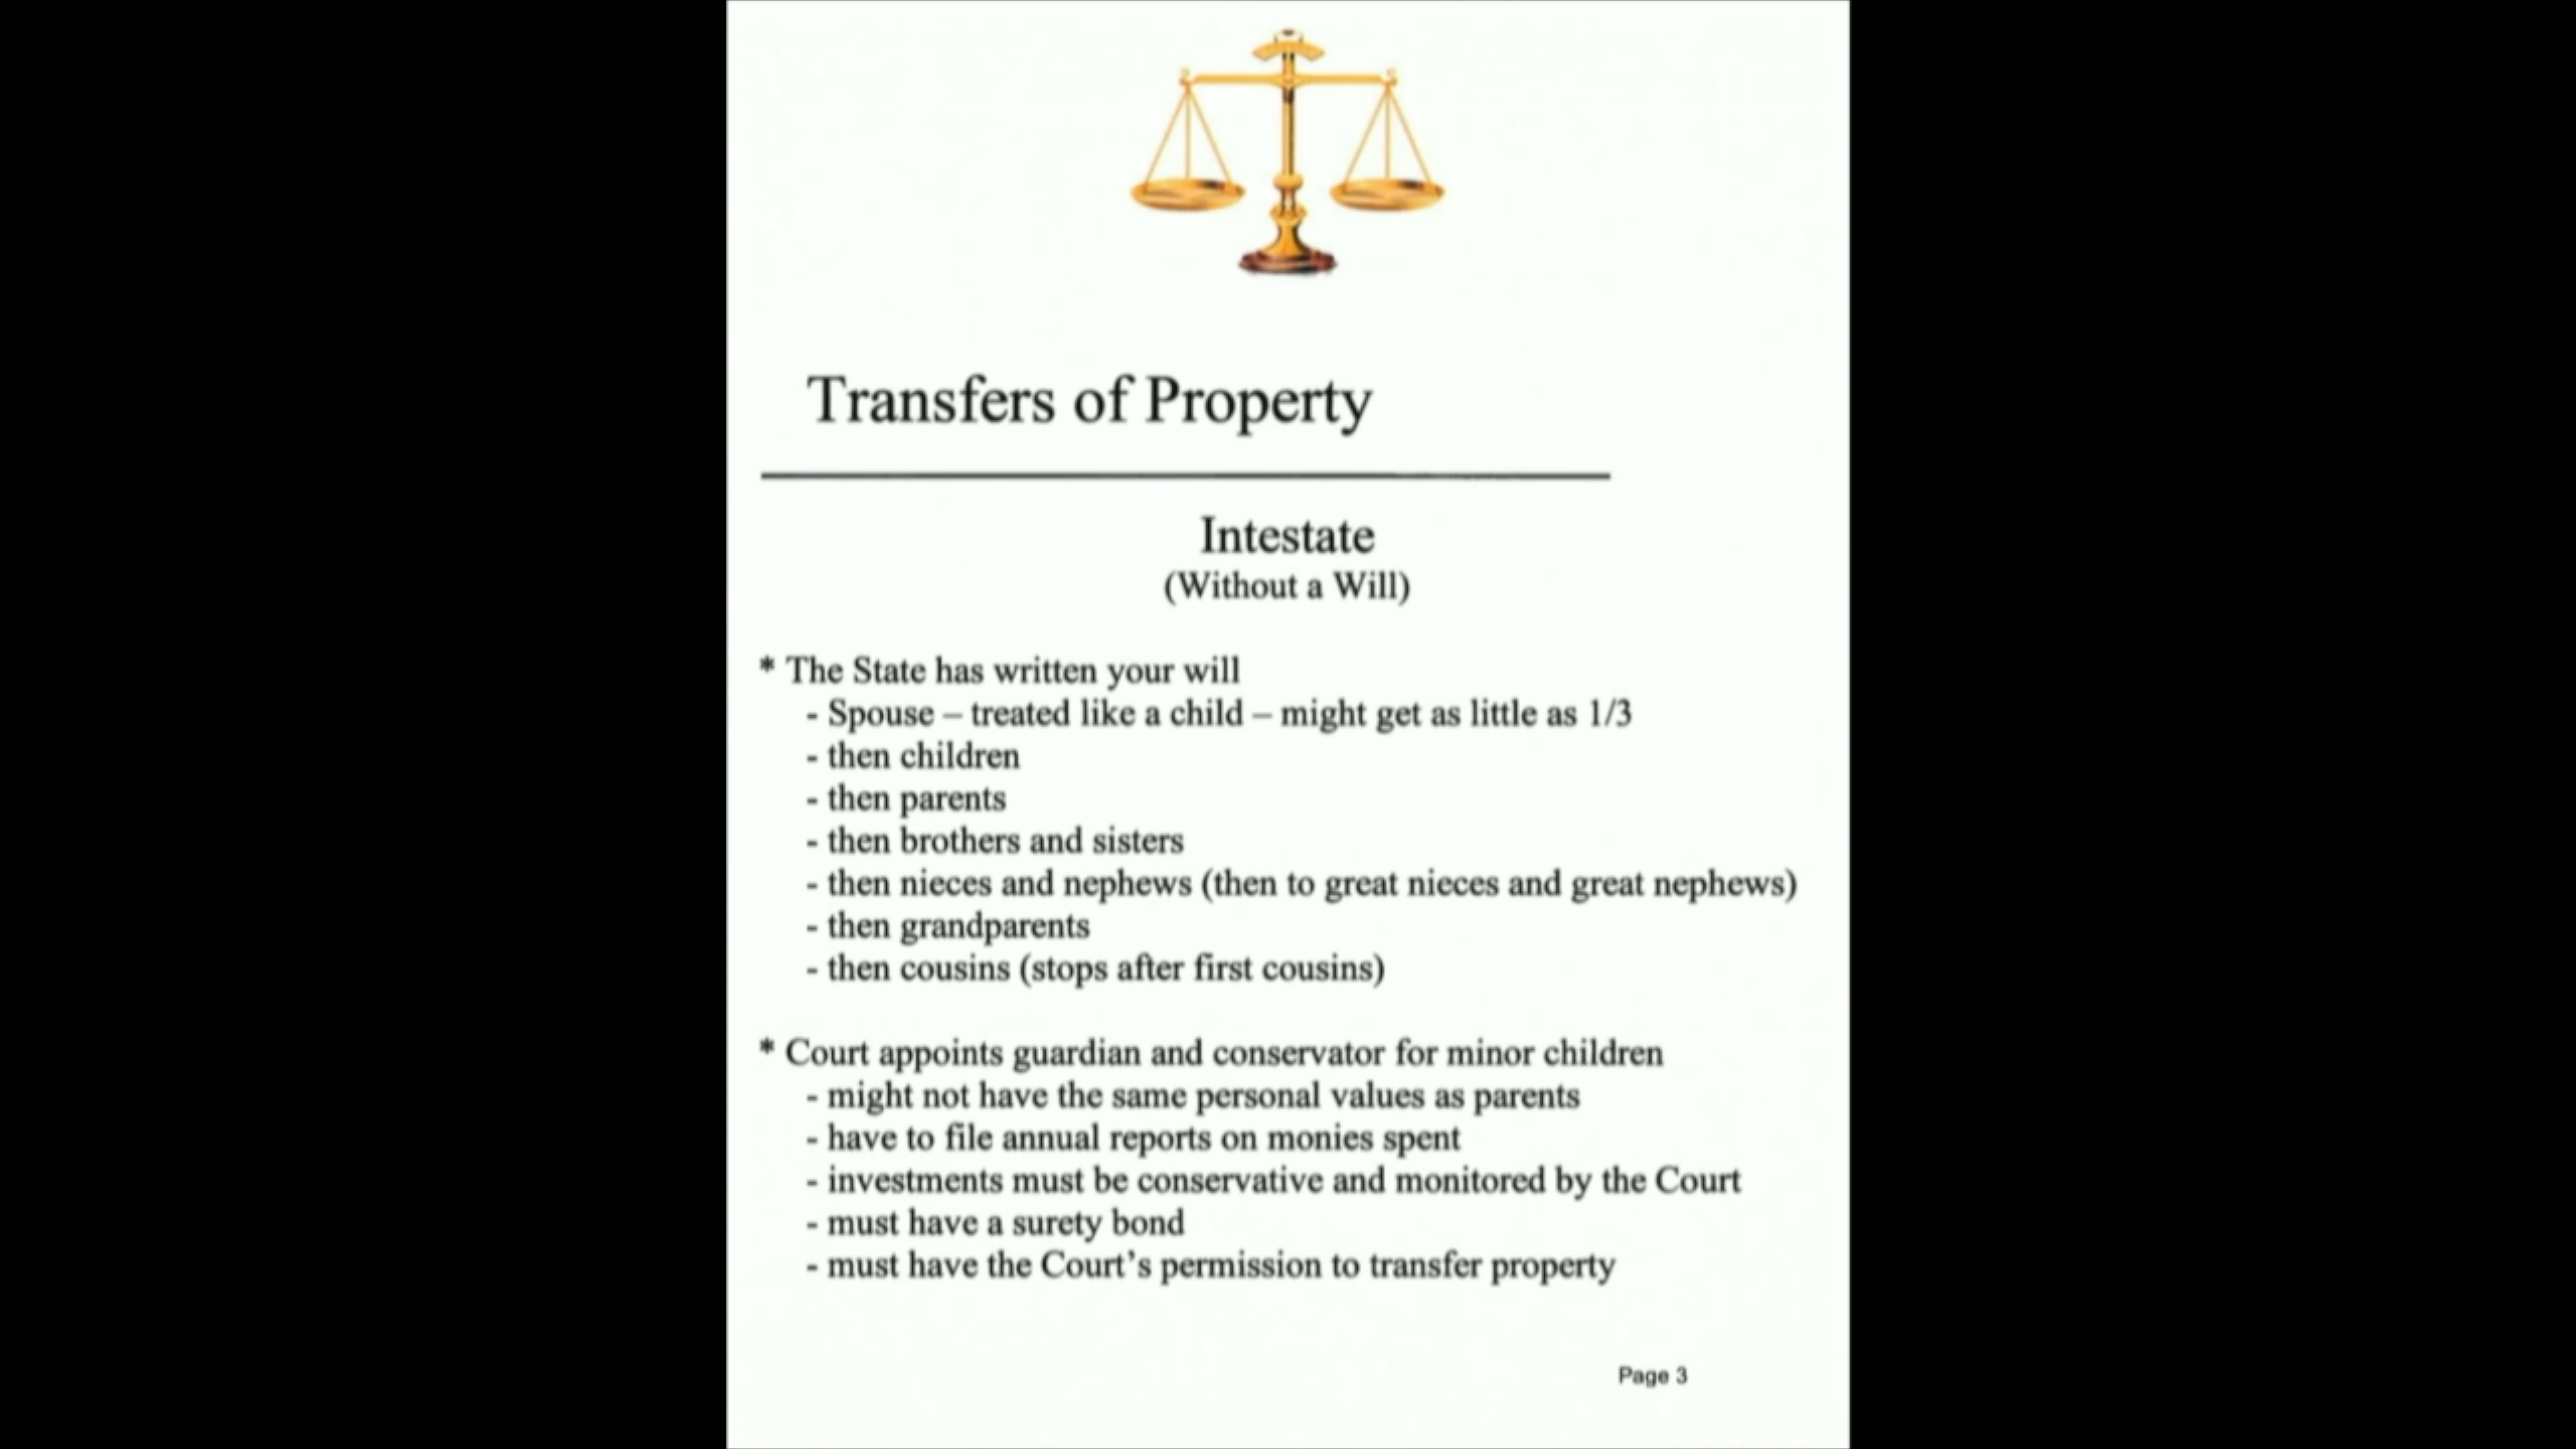 Transfers of Property
Intestate
(Without a Will)
* The State has written your will
- Spouse – treated like a child – might get as little as 1/3
- then children
- then parents
- then brothers and sisters
- then nieces and nephews (then to great nieces and great nephews)
- then grandparents
- then cousins (stops after first cousins)
* Court appoints guardian and conservator for minor children
- might not have the same personal values as parents
- have to file annual reports on monies spent
- investments must be conservative and monitored by the Court
- must have a surety bond
- must have the Court’s permission to transfer property
Page 3